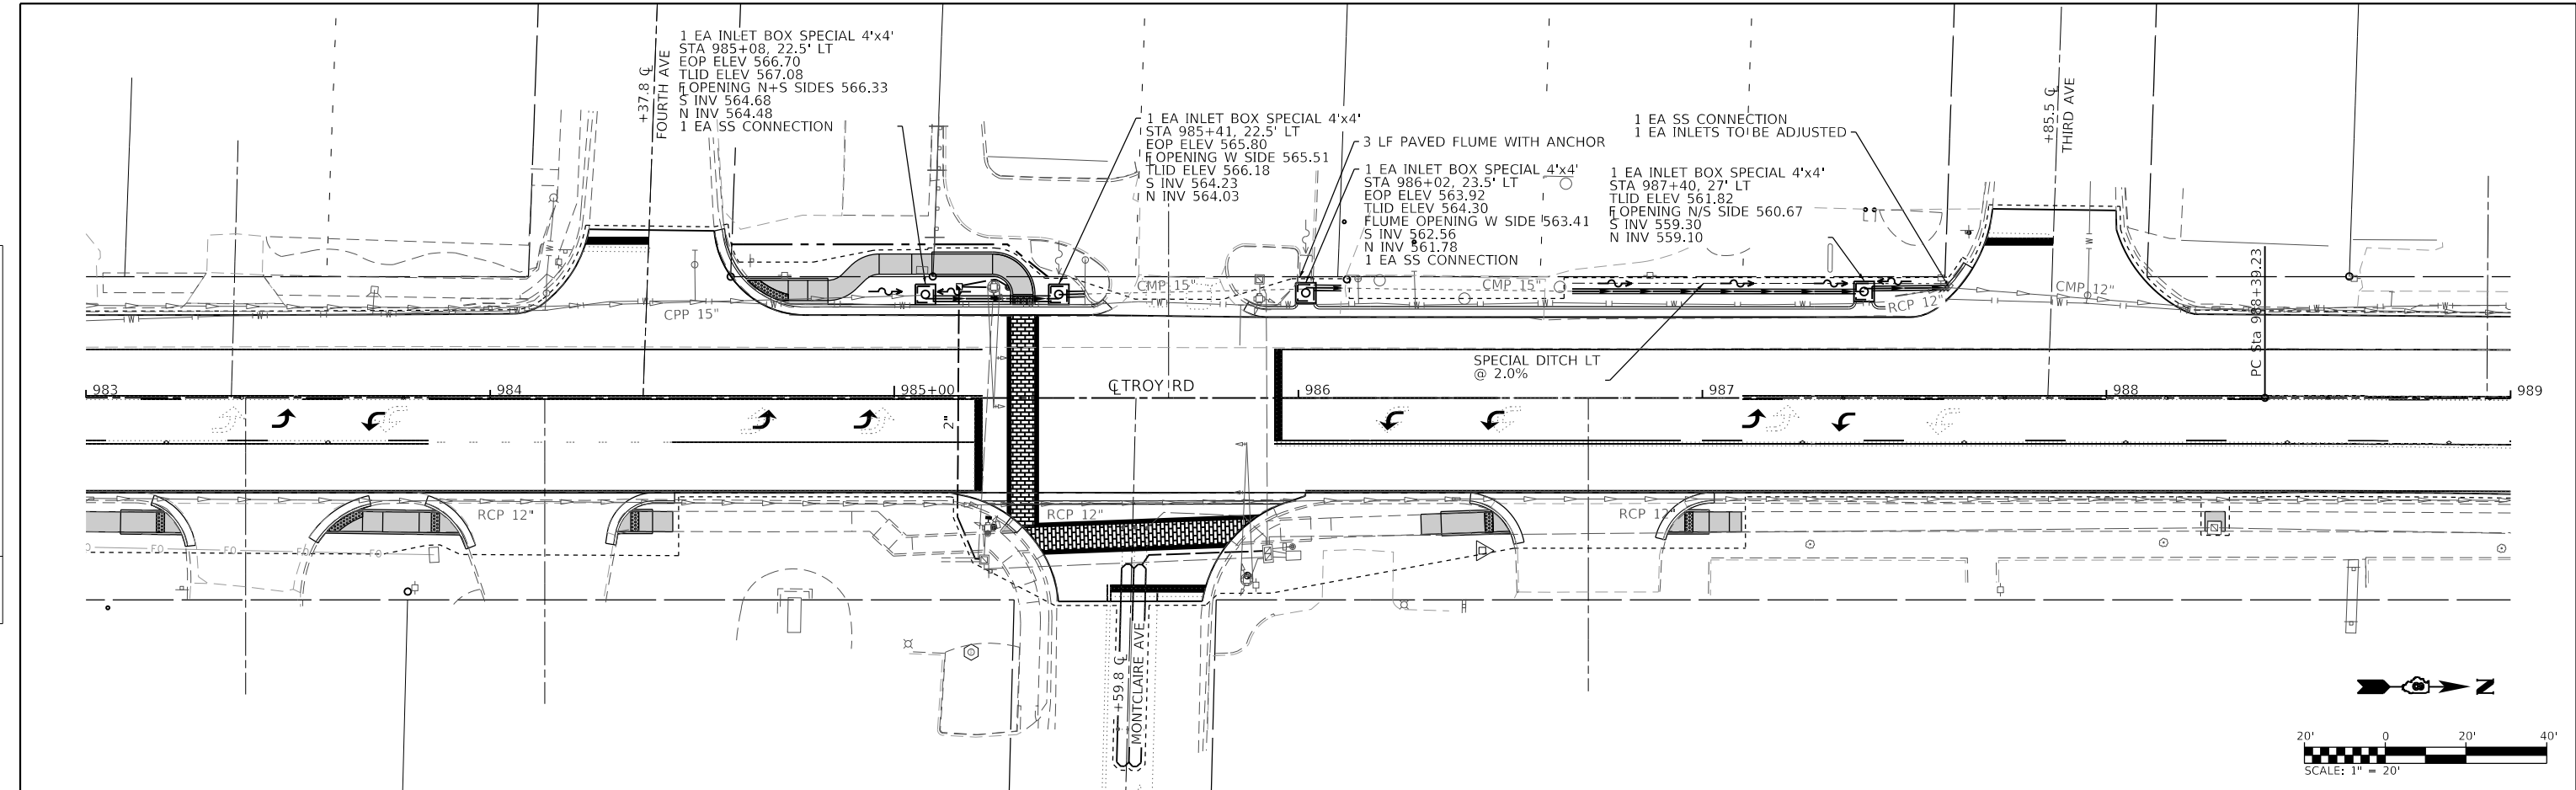 1 EA INLET BOX SPECIAL 4'x4'
STA 985+08, 22.5' LT
EOP ELEV 566.70
TLID ELEV 567.08
F OPENING N+S SIDES 566.33
S INV 564.68
N INV 564.48
1 EA SS CONNECTION
+37.8 ℄
FOURTH AVE
1 EA INLET BOX SPECIAL 4'x4'
STA 985+41, 22.5' LT
EOP ELEV 565.80
F OPENING W SIDE 565.51
TLID ELEV 566.18
S INV 564.23
N INV 564.03
3 LF PAVED FLUME WITH ANCHOR
1 EA INLET BOX SPECIAL 4'x4'
STA 986+02, 23.5' LT
EOP ELEV 563.92
TLID ELEV 564.30
FLUME OPENING W SIDE 563.41
S INV 562.56
N INV 561.78
1 EA SS CONNECTION
1 EA SS CONNECTION
1 EA INLETS TO BE ADJUSTED
1 EA INLET BOX SPECIAL 4'x4'
STA 987+40, 27' LT
TLID ELEV 561.82
F OPENING N/S SIDE 560.67
S INV 559.30
N INV 559.10
+85.5 ℄
THIRD AVE
CPP 15"
CMP 15"
CMP 15"
RCP 12"
CMP 12"
PC Sta 988+39.23
SPECIAL DITCH LT
@ 2.0%
983
984
985+00
℄ TROY RD
986
987
988
989
2"
RCP 12"
RCP 12"
RCP 12"
FO
FO
FO
+59.8 ℄
MONTCLAIRE AVE
N
20'
0
20'
40'
SCALE: 1" = 20'